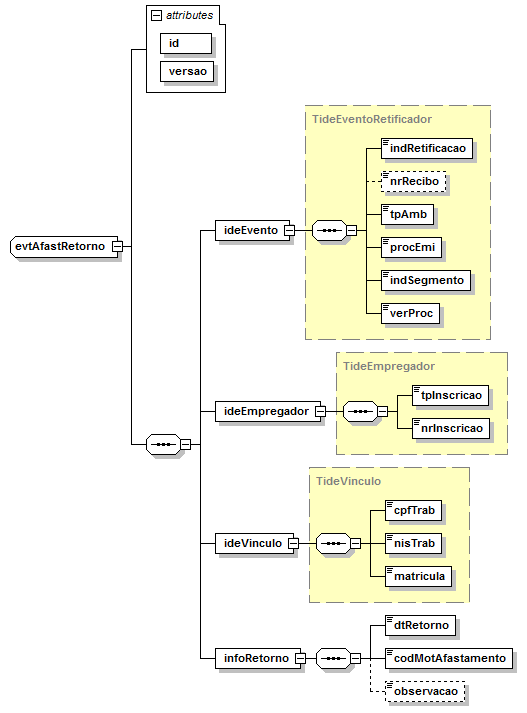 attributes
id
versao
TideEventoRetificador
indRetificacao
nrRecibo
ideEvento
tpAmb
evtAfastRetorno
procEmi
indSegmento
verProc
TideEmpregador
tpInscricao
ideEmpregador
nrInscricao
TideVinculo
cpfTrab
ideVinculo
nisTrab
matricula
dtRetorno
infoRetorno
codMotAfastamento
observacao